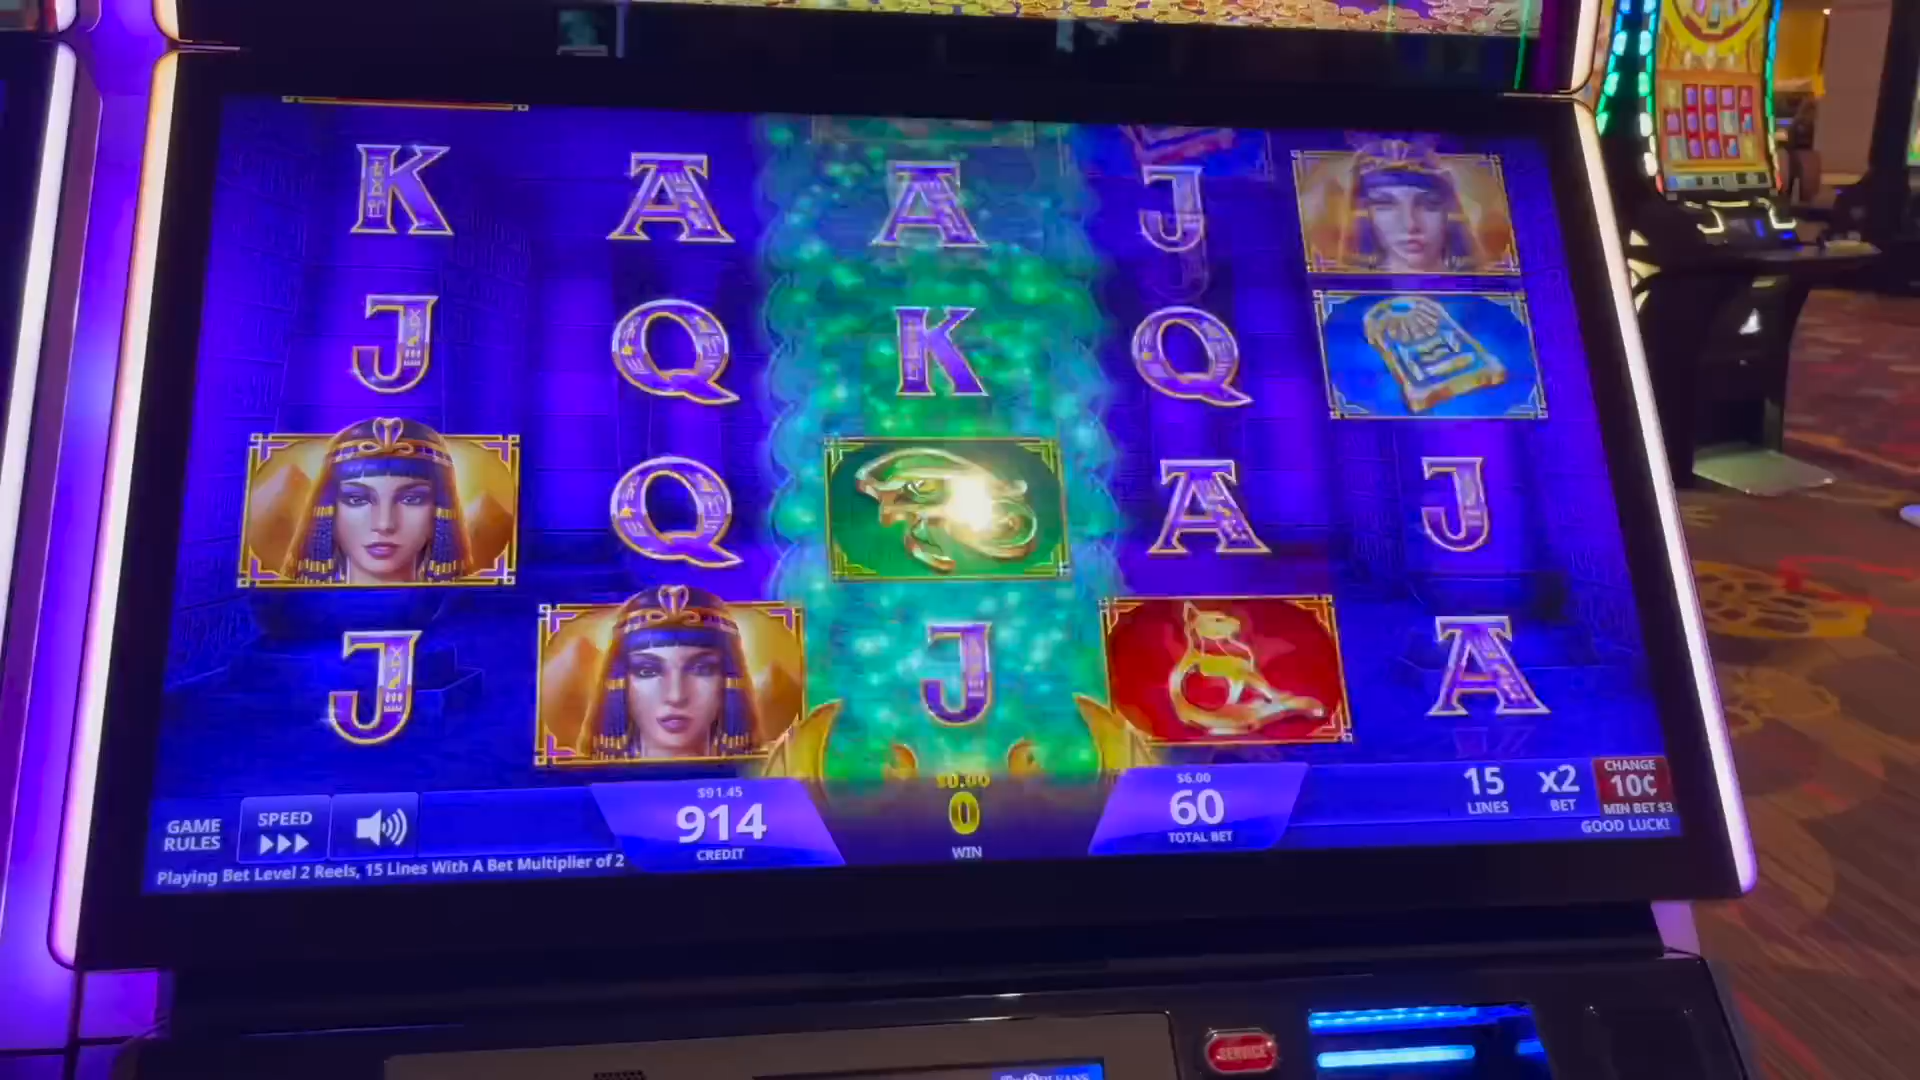 K A A J
J Q K Q
Q A J
J J A
GAME RULES
SPEED
$91.45
914
CREDIT
$0.00
0
WIN
$6.00
60
TOTAL BET
15
LINES
x2
BET
CHANGE
10¢
MIN BET $3
GOOD LUCK!
Playing Bet Level 2 Reels, 15 Lines With A Bet Multiplier of 2
SERVICE